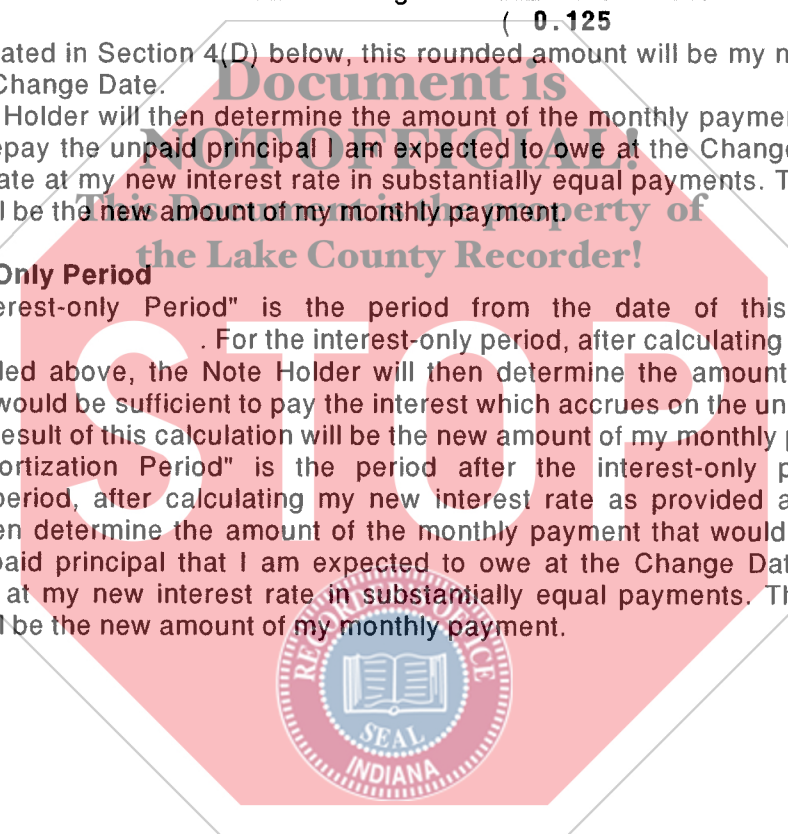 ( 0.125
ated in Section 4(D) below, this rounded amount will be my n
Change Date.
Holder will then determine the amount of the monthly payme
epay the unpaid principal I am expected to owe at the Change
ate at my new interest rate in substantially equal payments. T
l be the new amount of my monthly payment.
Document is
NOT OFFICIAL!
This Document is the property of
the Lake County Recorder!
Only Period
erest-only Period" is the period from the date of this
. For the interest-only period, after calculating
led above, the Note Holder will then determine the amount
would be sufficient to pay the interest which accrues on the un
esult of this calculation will be the new amount of my monthly p
ortization Period" is the period after the interest-only p
period, after calculating my new interest rate as provided a
en determine the amount of the monthly payment that would
paid principal that I am expected to owe at the Change Dat
at my new interest rate in substantially equal payments. Th
l be the new amount of my monthly payment.
STOP
RECORDER'S OFFICE
SEAL
INDIANA